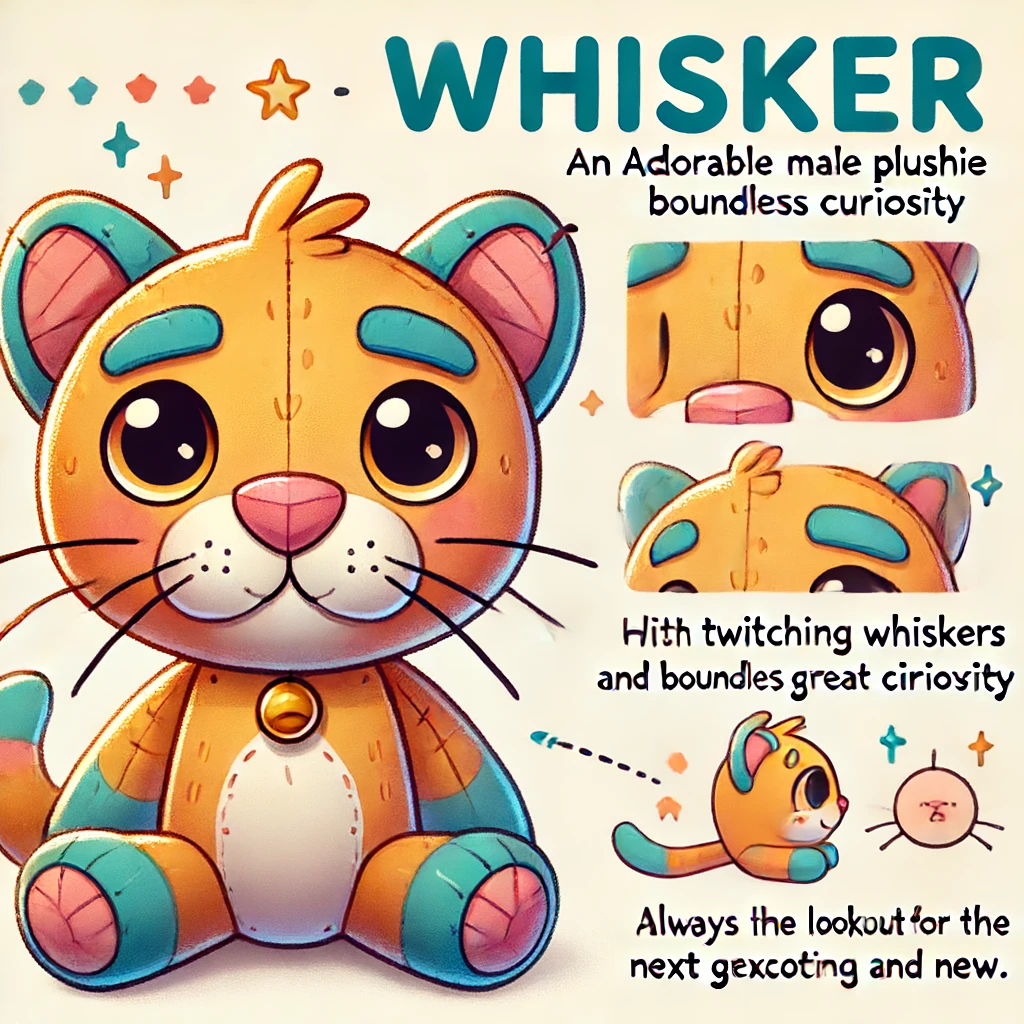 WHISKER
An Adorable male plushie
boundless curiosity
Hith twitching whiskers
and boundles great ciriosity
Always the lookout for the
next gexcoting and new.